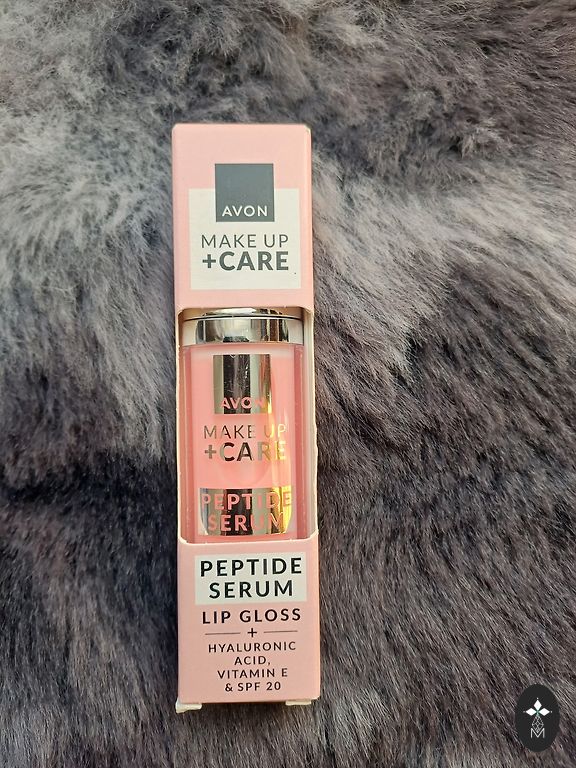 AVON
MAKE UP
+CARE
AVON
MAKE UP
+CARE
PEPTIDE
SERUM
PEPTIDE
SERUM
LIP GLOSS
+
HYALURONIC
ACID,
VITAMIN E
& SPF 20
M